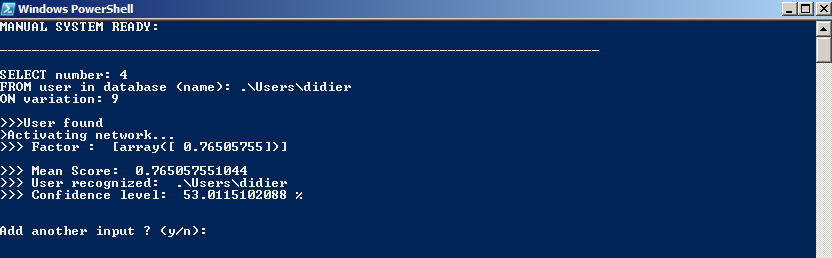 Windows PowerShell
MANUAL SYSTEM READY:
---------------------------------------------------------------------------
SELECT number: 4
FROM user in database (name): .\Users\didier
ON variation: 9
>>>User found
>Activating network...
>>> Factor :  [array([ 0.76505755])]
>>> Mean Score:  0.765057551044
>>> User recognized:  .\Users\didier
>>> Confidence level:  53.0115102088 %
Add another input ? (y/n):